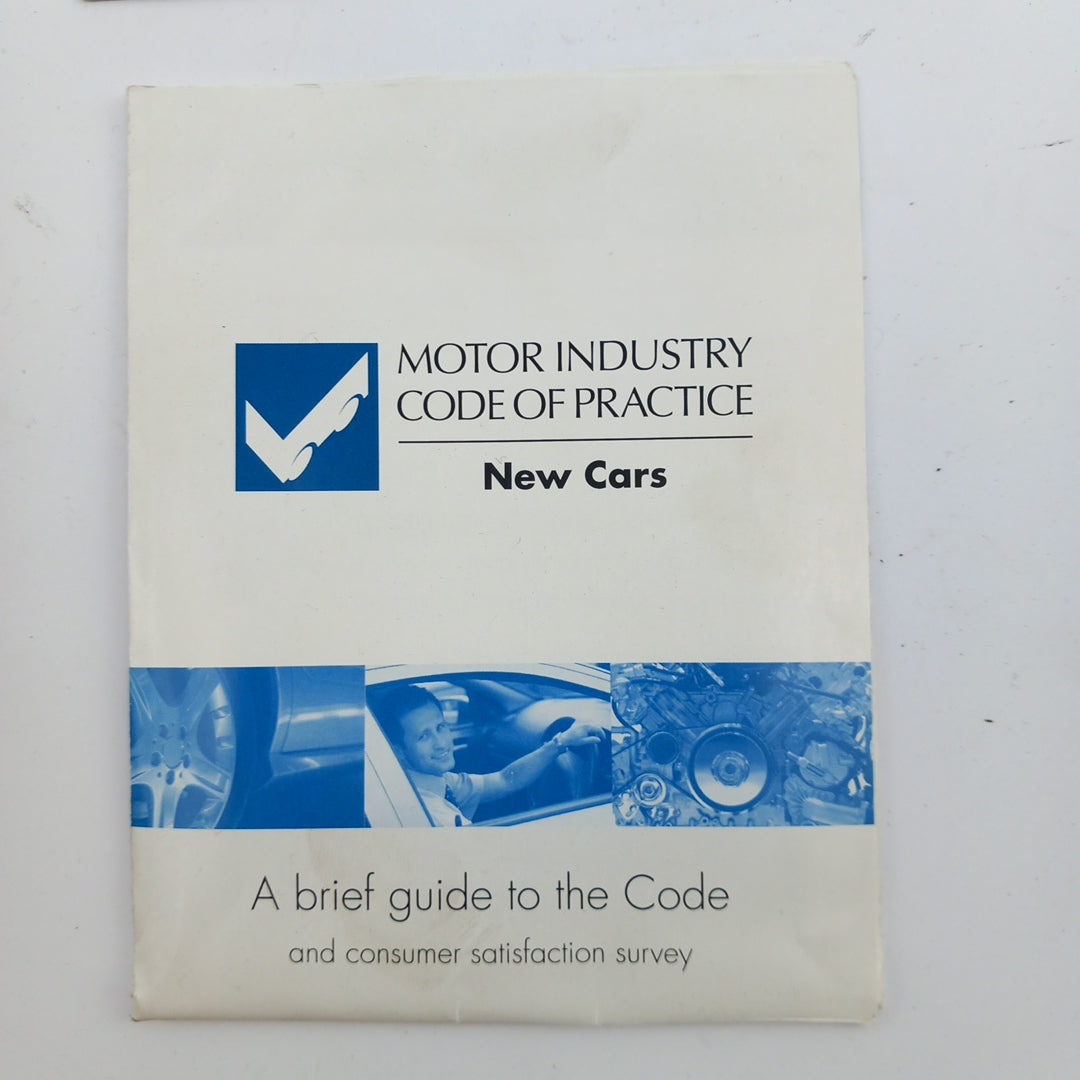 MOTOR INDUSTRY
CODE OF PRACTICE
New Cars
A brief guide to the Code
and consumer satisfaction survey